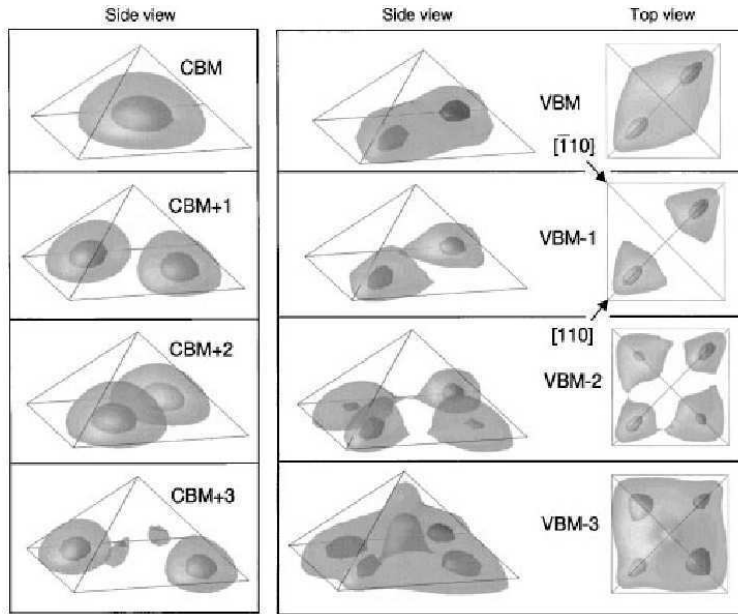 Side view
Side view
Top view
CBM
VBM
[1̄10]
CBM+1
VBM-1
[110]
CBM+2
VBM-2
CBM+3
VBM-3